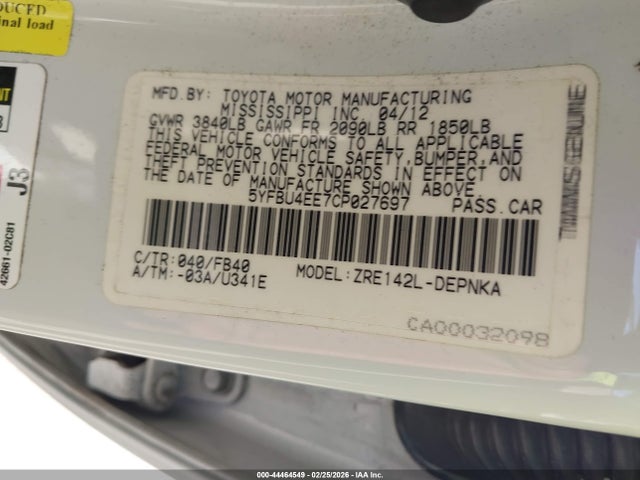 DUCED
inal load
NT
J3
42661-02C81
MFD.BY: TOYOTA MOTOR MANUFACTURING
MISSISSIPPI INC. 04/12
GVWR 3840LB GAWR FR 2090LB RR 1850LB
THIS VEHICLE CONFORMS TO ALL APPLICABLE
FEDERAL MOTOR VEHICLE SAFETY,BUMPER,AND
THEFT PREVENTION STANDARDS IN EFFECT ON
THE DATE OF MANUFACTURE SHOWN ABOVE.
5YFBU4EE7CP027697 PASS.CAR
C/TR:040/FB40
A/TM:-03A/U341E
MODEL:ZRE142L-DEPNKA
CA00032098
000-44464549 | 02/25/2026 | IAA Inc.